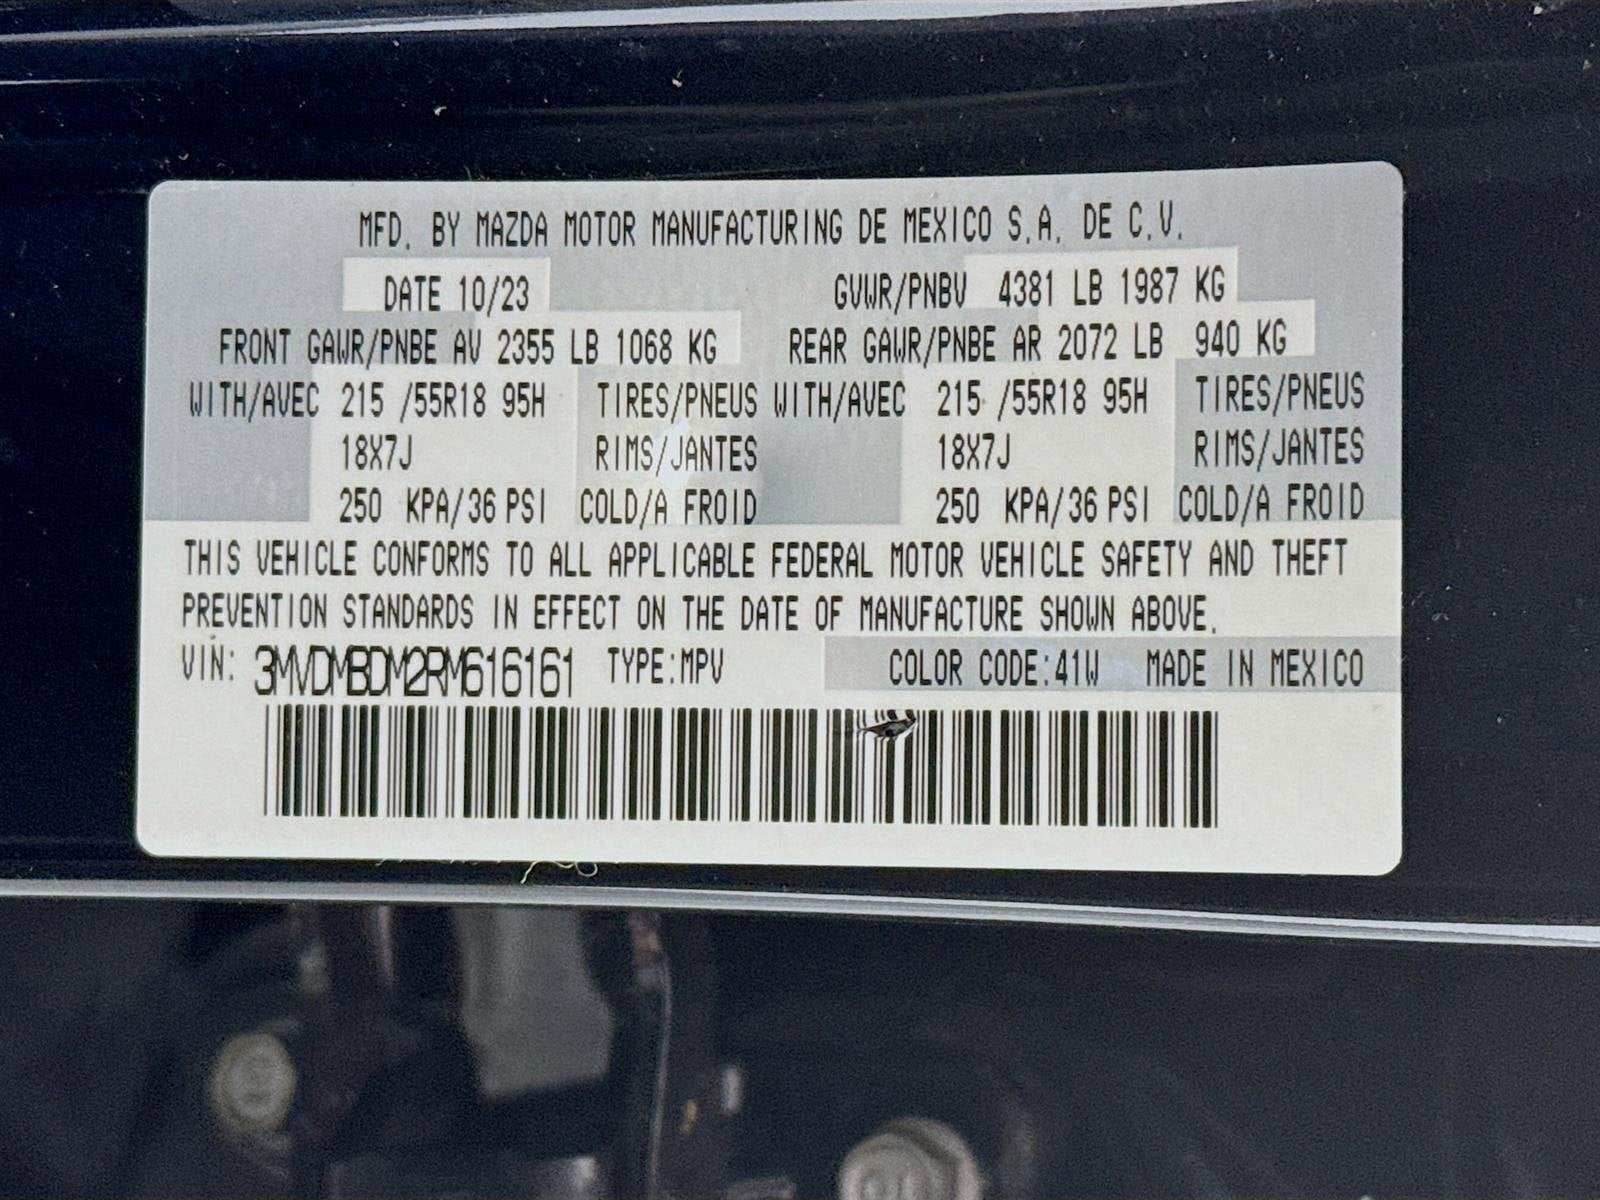 MFD. BY MAZDA MOTOR MANUFACTURING DE MEXICO S.A. DE C.V.
DATE 10/23 GVWR/PNBV 4381 LB 1987 KG
FRONT GAWR/PNBE AV 2355 LB 1068 KG REAR GAWR/PNBE AR 2072 LB 940 KG
WITH/AVEC 215 /55R18 95H TIRES/PNEUS WITH/AVEC 215 /55R18 95H TIRES/PNEUS
18X7J RIMS/JANTES 18X7J RIMS/JANTES
250 KPA/36 PSI COLD/A FROID 250 KPA/36 PSI COLD/A FROID
THIS VEHICLE CONFORMS TO ALL APPLICABLE FEDERAL MOTOR VEHICLE SAFETY AND THEFT
PREVENTION STANDARDS IN EFFECT ON THE DATE OF MANUFACTURE SHOWN ABOVE.
VIN: 3MVDMBDM2RM616161 TYPE:MPV COLOR CODE:41W MADE IN MEXICO